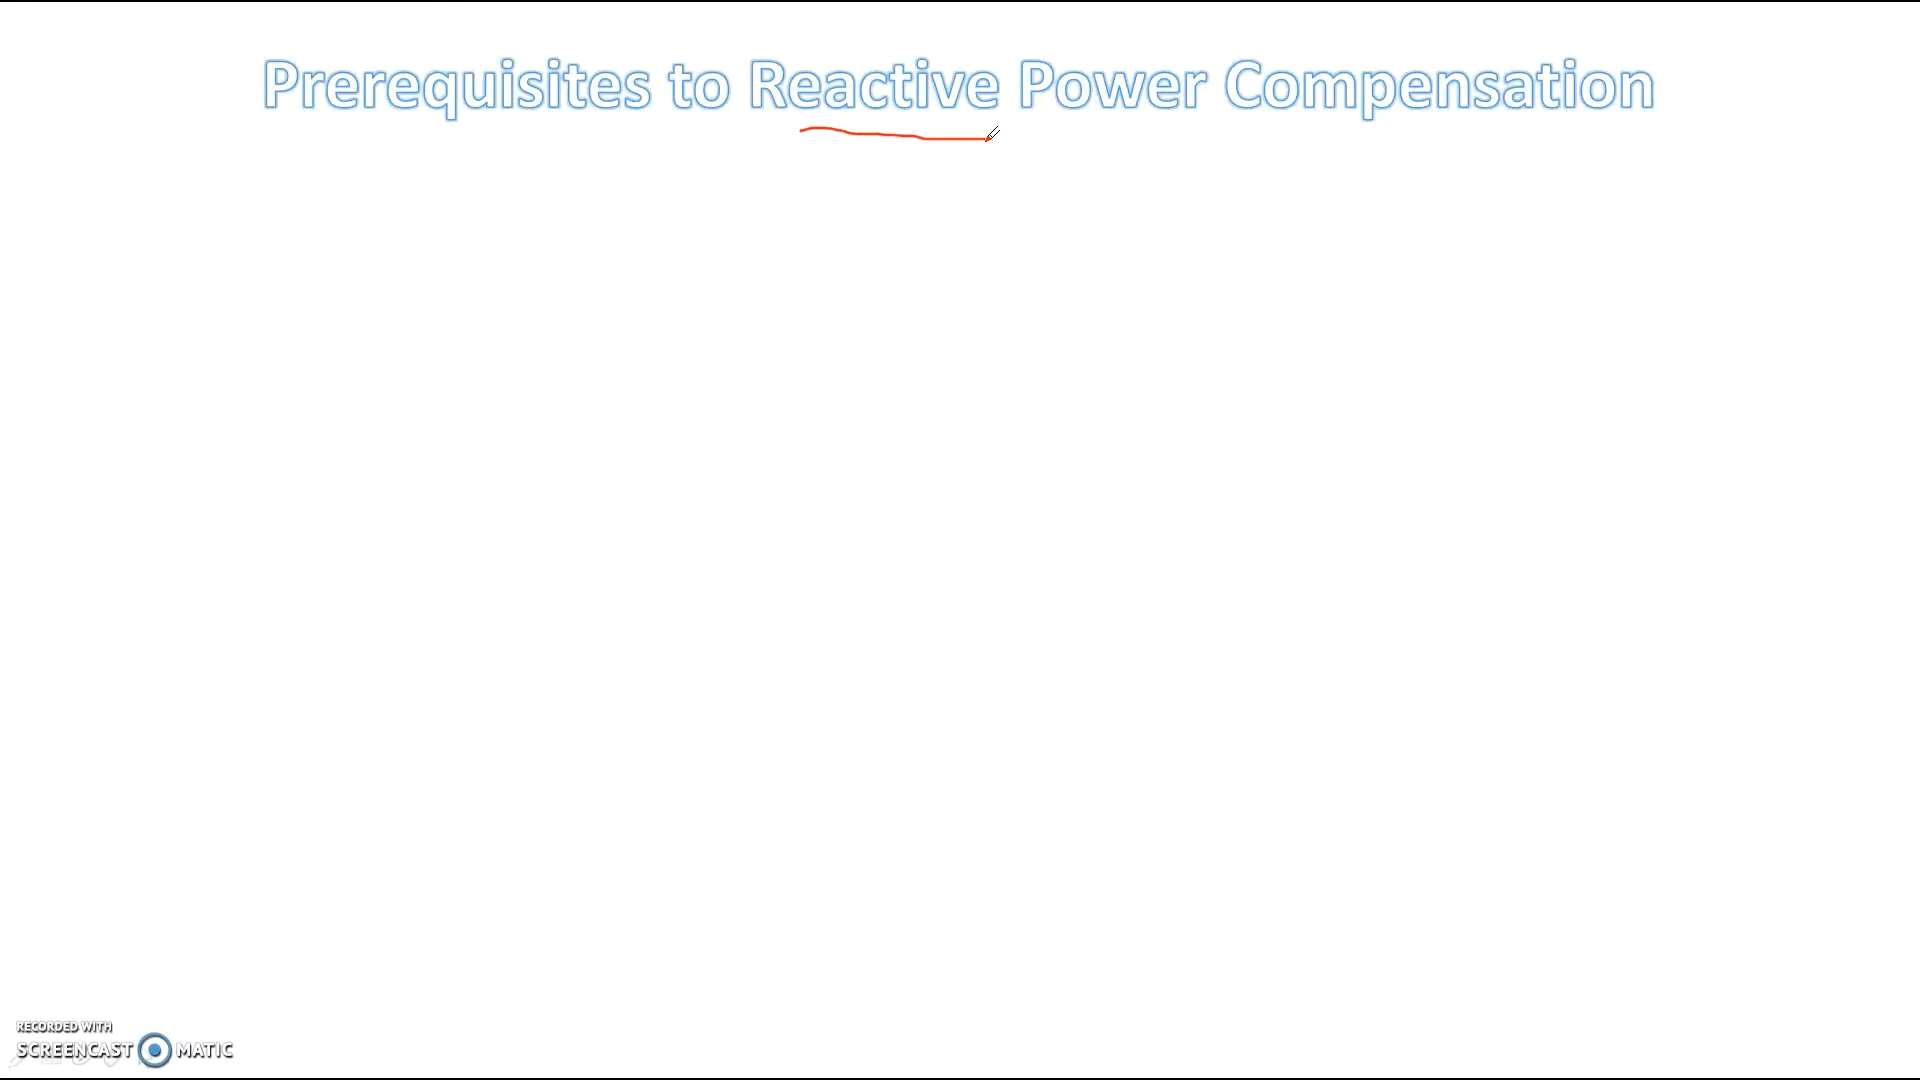 Prerequisites to Reactive Power Compensation
RECORDED WITH
SCREENCAST MATIC